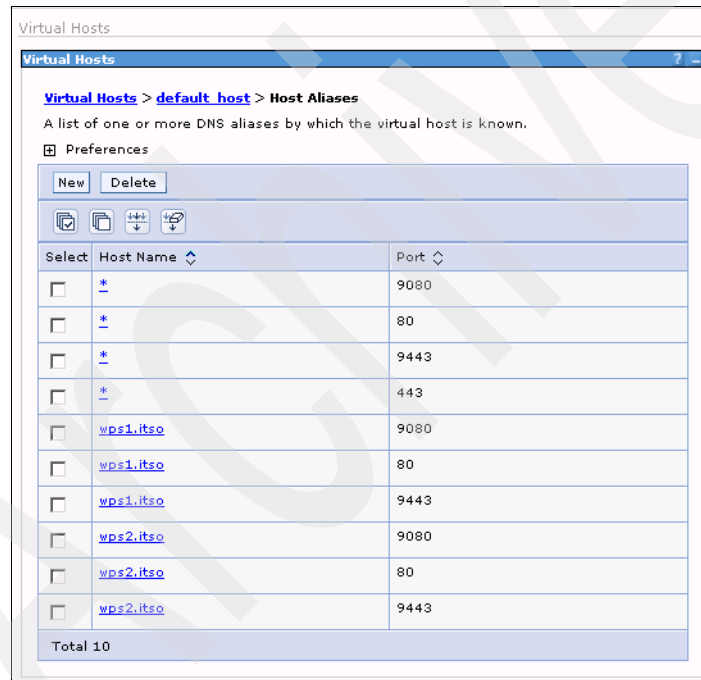 Virtual Hosts
Virtual Hosts ? –
Virtual Hosts > default_host > Host Aliases
A list of one or more DNS aliases by which the virtual host is known.
Preferences
New Delete
Select Host Name Port
* 9080
* 80
* 9443
* 443
wps1.itso 9080
wps1.itso 80
wps1.itso 9443
wps2.itso 9080
wps2.itso 80
wps2.itso 9443
Total 10